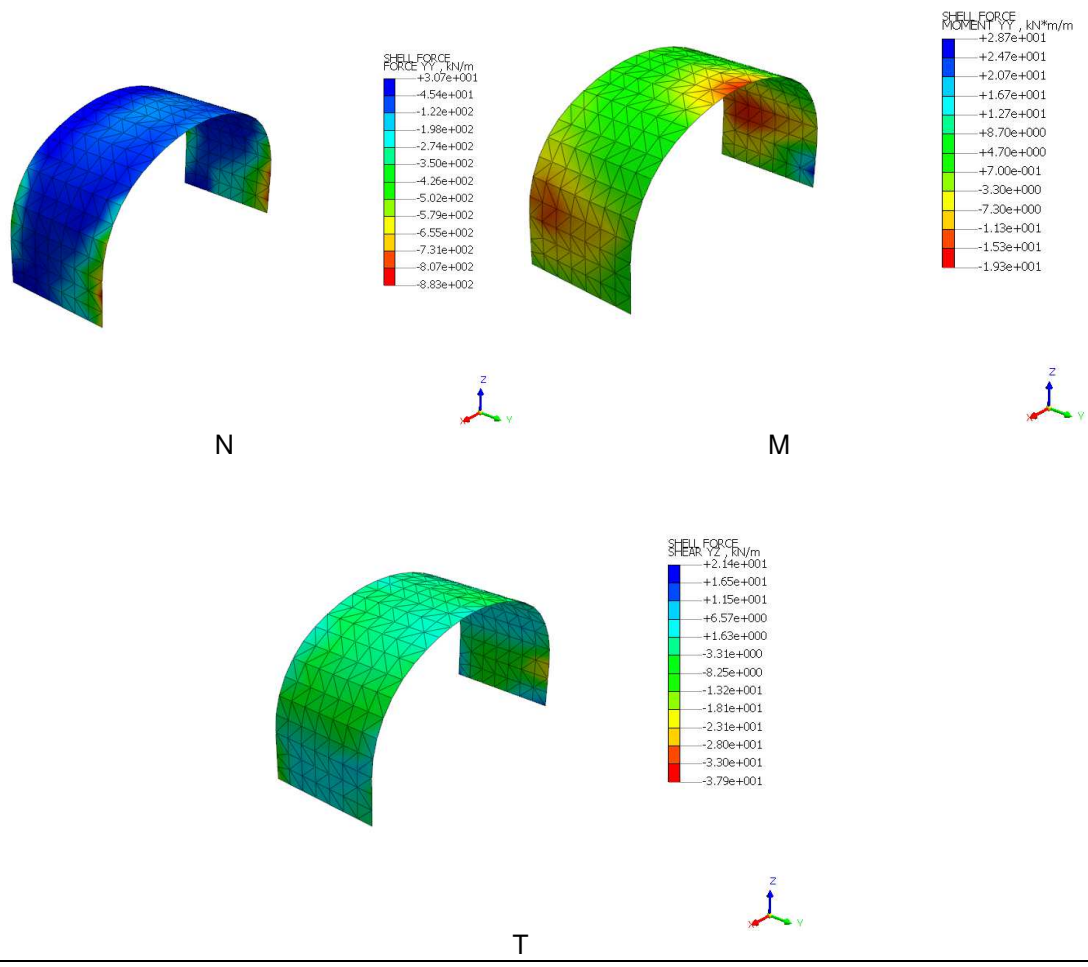 SHELL FORCE
FORCE YY , kN/m
+3.07e+001
-4.54e+001
-1.22e+002
-1.98e+002
-2.74e+002
-3.50e+002
-4.26e+002
-5.02e+002
-5.79e+002
-6.55e+002
-7.31e+002
-8.07e+002
-8.83e+002
Z
X
Y
N
SHELL FORCE
MOMENT YY , kN*m/m
+2.87e+001
+2.47e+001
+2.07e+001
+1.67e+001
+1.27e+001
+8.70e+000
+4.70e+000
+7.00e-001
-3.30e+000
-7.30e+000
-1.13e+001
-1.53e+001
-1.93e+001
Z
X
Y
M
SHELL FORCE
SHEAR YZ , kN/m
+2.14e+001
+1.65e+001
+1.15e+001
+6.57e+000
+1.63e+000
-3.31e+000
-8.25e+000
-1.32e+001
-1.81e+001
-2.31e+001
-2.80e+001
-3.30e+001
-3.79e+001
Z
X
Y
T